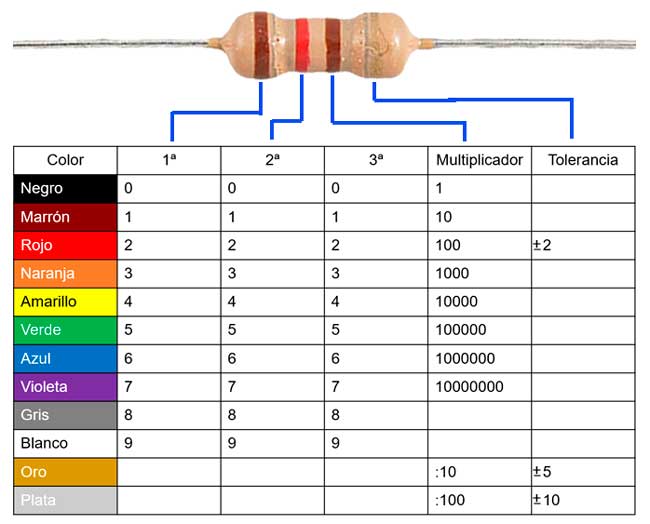 Color 1ª 2ª 3ª Multiplicador Tolerancia
Negro 0 0 0 1
Marrón 1 1 1 10
Rojo 2 2 2 100 ±2
Naranja 3 3 3 1000
Amarillo 4 4 4 10000
Verde 5 5 5 100000
Azul 6 6 6 1000000
Violeta 7 7 7 10000000
Gris 8 8 8
Blanco 9 9 9
Oro :10 ±5
Plata :100 ±10